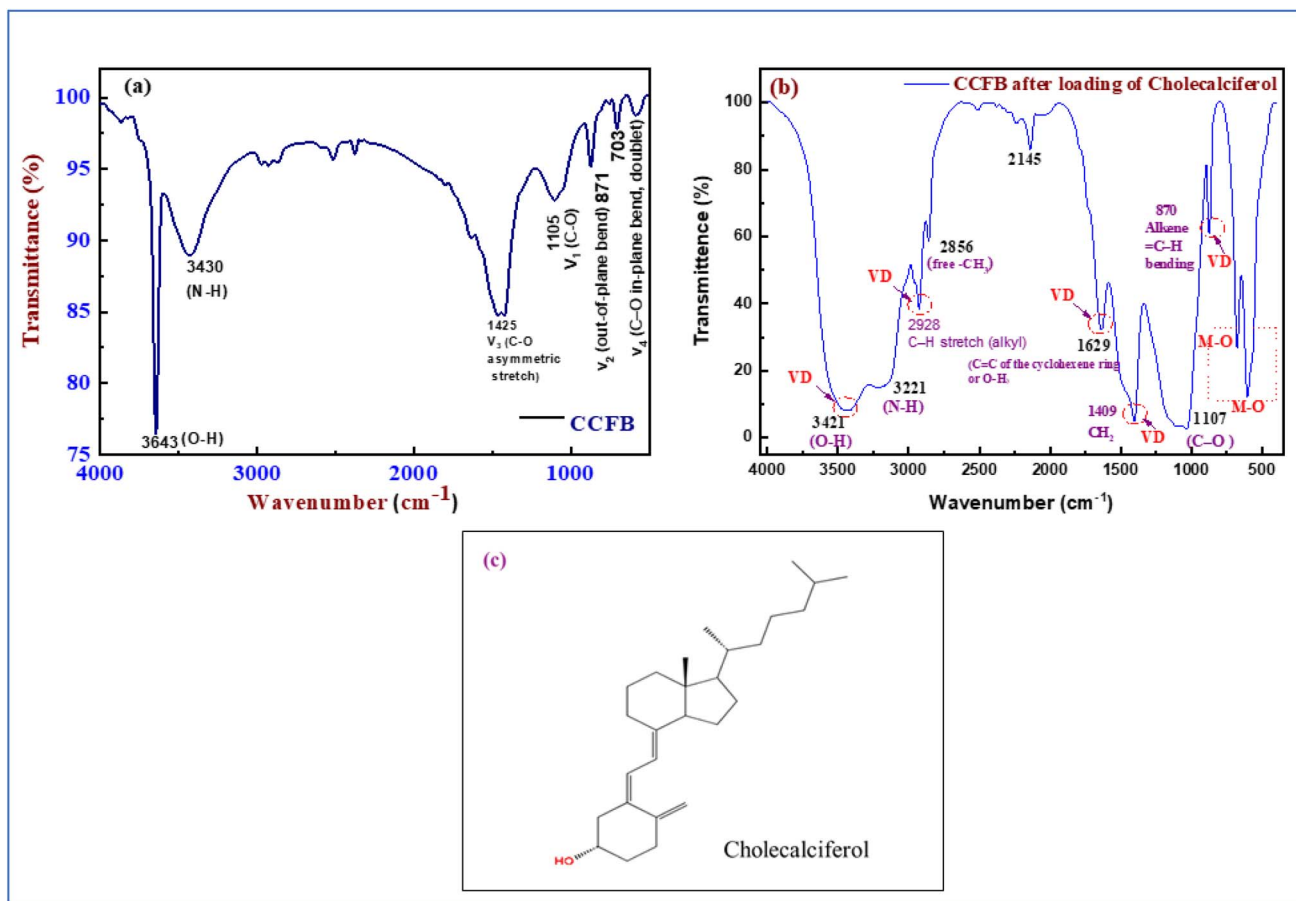 (a)
100
95
90
85
80
75
Transmittance (%)
3643 (O-H)
3430
(N-H)
1425
V₃ (C-O
asymmetric
stretch)
1105
V₁ (C-O)
ν₂ (out-of-plane bend) 871
703
ν₄ (C–O in-plane bend, doublet)
CCFB
4000
3000
2000
1000
Wavenumber (cm⁻¹)
(b)
CCFB after loading of Cholecalciferol
100
80
60
40
20
0
Transmittence (%)
VD
3421
(O-H)
3221
(N-H)
VD
2928
C–H stretch (alkyl)
2856
(free -CH₃)
2145
VD
1629
(C=C of the cyclohexene ring
or O-H)
1409
CH₂
VD
1107
(C–O )
870
Alkene
=C–H
bending
VD
M-O
M-O
4000
3500
3000
2500
2000
1500
1000
500
Wavenumber (cm⁻¹)
(c)
HO
Cholecalciferol